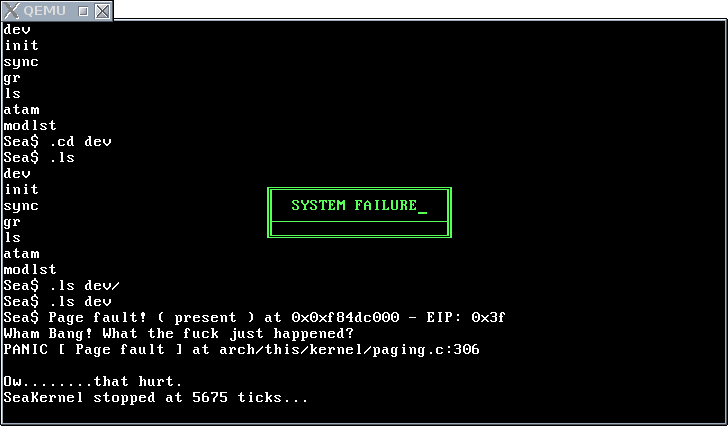 QEMU
dev
init
sync
gr
ls
atam
modlst
Sea$ .cd dev
Sea$ .ls
dev
init
sync
gr
ls
atam
modlst
SYSTEM FAILURE_
Sea$ .ls dev/
Sea$ .ls dev
Sea$ Page fault! ( present ) at 0x0xf84dc000 - EIP: 0x3f
Wham Bang! What the fuck just happened?
PANIC [ Page fault ] at arch/this/kernel/paging.c:306
Ow........that hurt.
SeaKernel stopped at 5675 ticks...